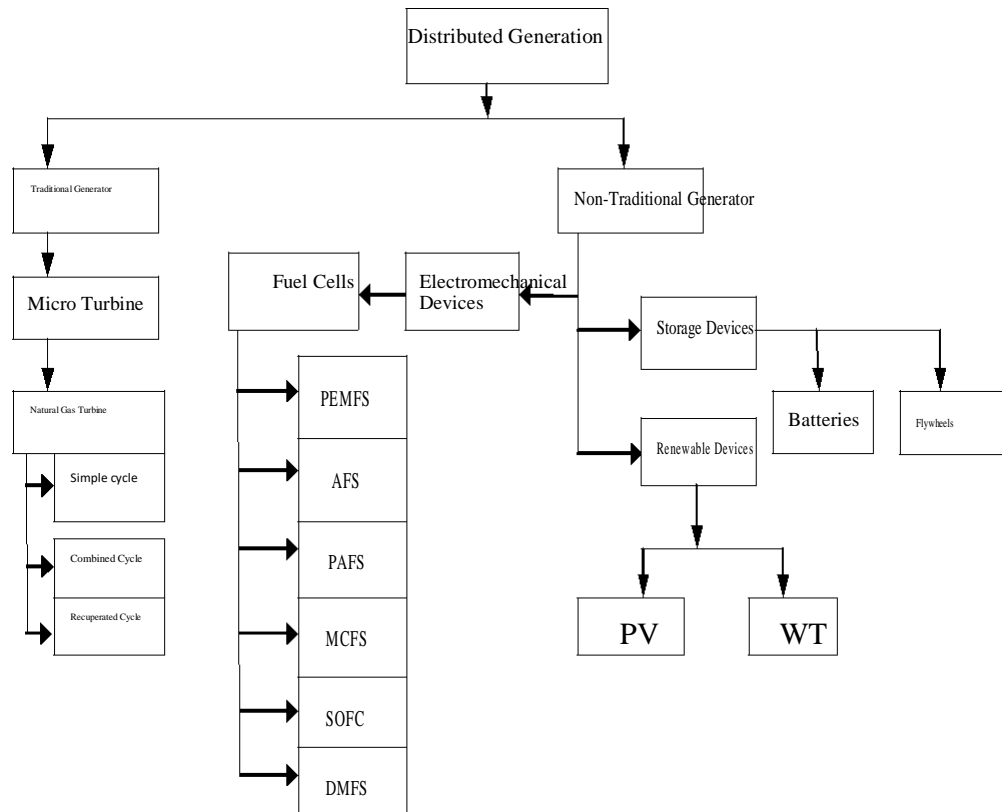 Distributed Generation
Traditional Generator
Non-Traditional Generator
Fuel Cells
Electromechanical
Devices
Micro Turbine
Storage Devices
PEMFS
Natural Gas Turbine
Batteries
Flywheels
Renewable Devices
Simple cycle
AFS
Combined Cycle
PAFS
Recuperated Cycle
MCFS
PV
WT
SOFC
DMFS